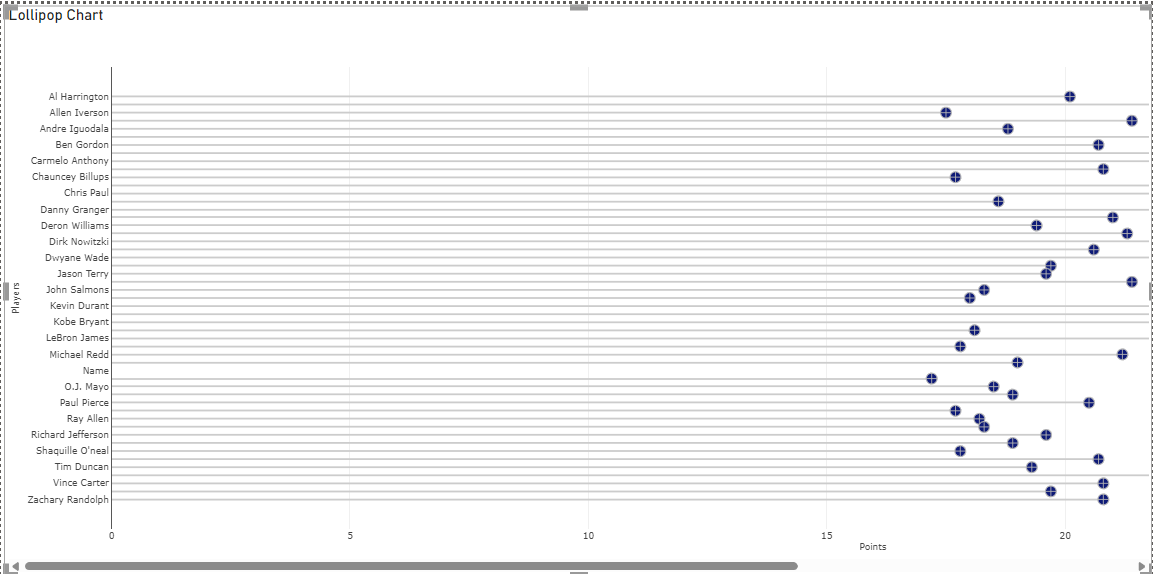 Lollipop Chart
Al Harrington
Allen Iverson
Andre Iguodala
Ben Gordon
Carmelo Anthony
Chauncey Billups
Chris Paul
Danny Granger
Deron Williams
Dirk Nowitzki
Dwyane Wade
Jason Terry
John Salmons
Kevin Durant
Kobe Bryant
LeBron James
Michael Redd
Name
O.J. Mayo
Paul Pierce
Ray Allen
Richard Jefferson
Shaquille O'neal
Tim Duncan
Vince Carter
Zachary Randolph
Players
0 5 10 15 20
Points